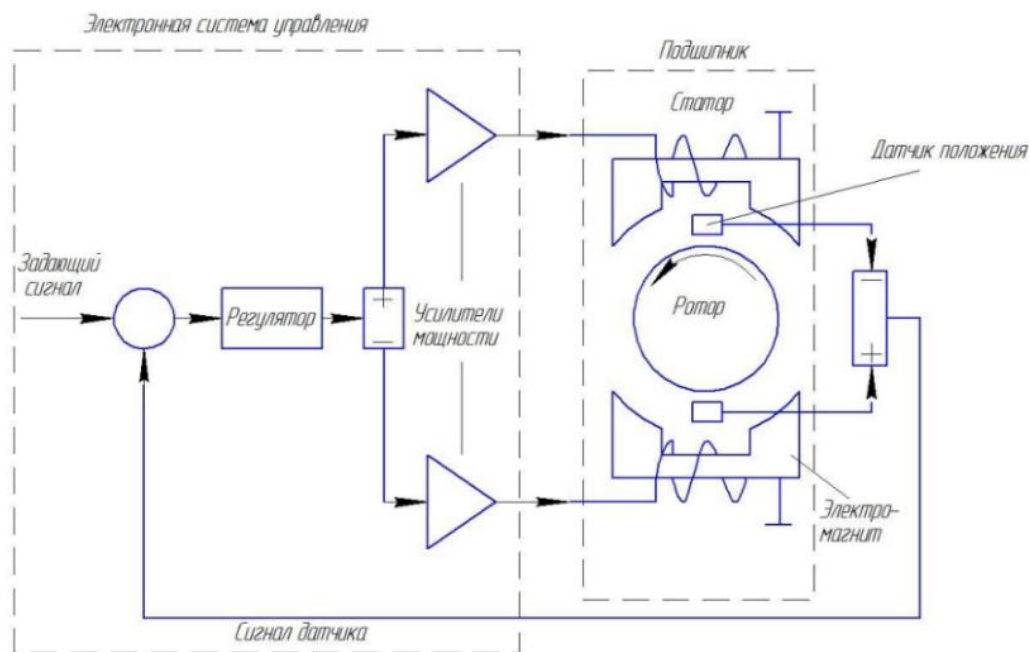 Электронная система управления
Подшипник
Статор
Датчик положения
Задающий
сигнал
Регулятор
+
−
Усилители
мощности
Ротор
−
+
Электро-
магнит
Сигнал датчика